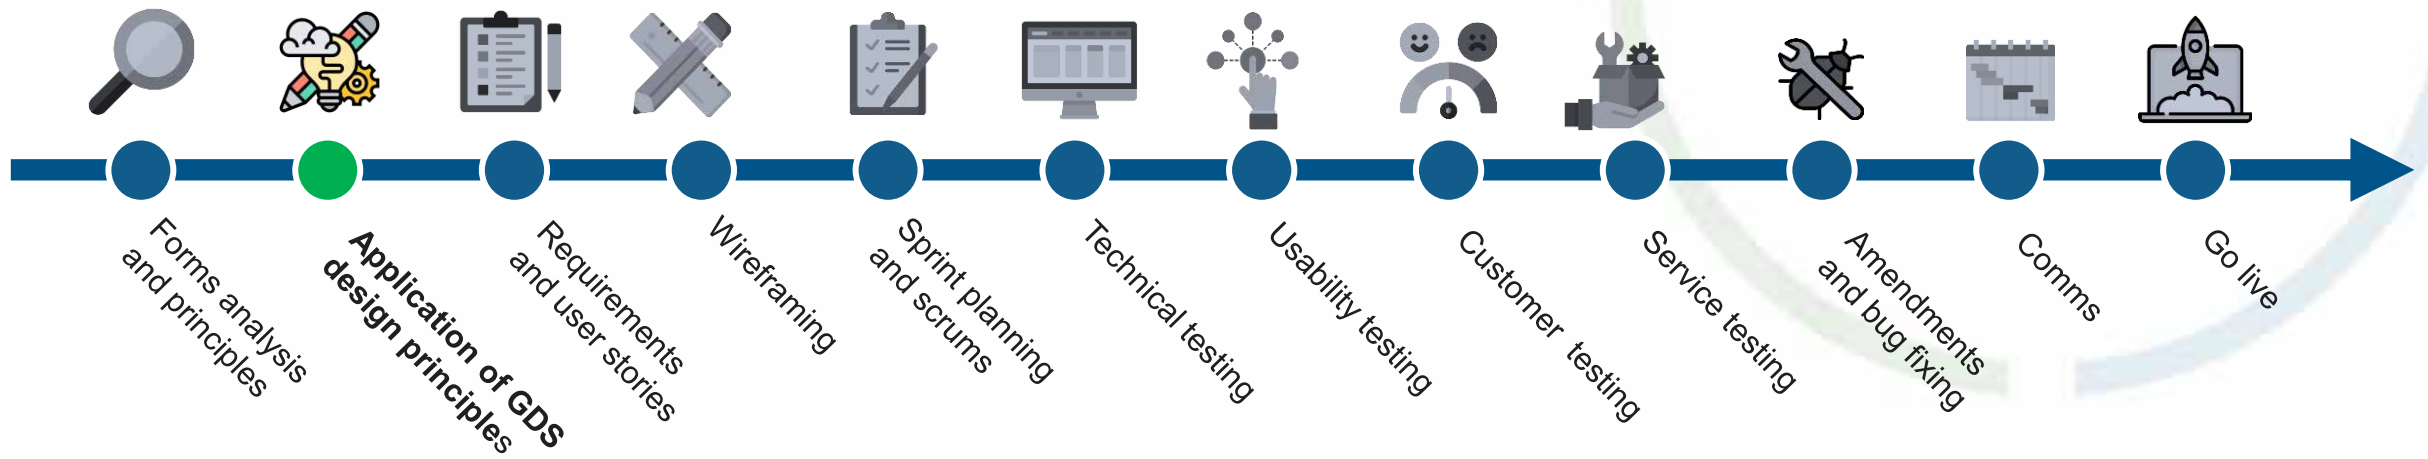 Forms analysis
and principles
Application of GDS
design principles
Requirements
and user stories
Wireframing
Sprint planning
and scrums
Technical testing
Usability testing
Customer testing
Service testing
Amendments
and bug fixing
Comms
Go live